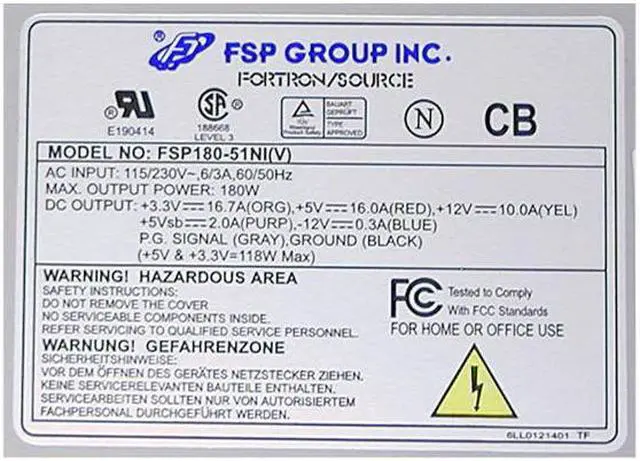 FSP GROUP INC.
FORTRON/SOURCE
E190414
188668
LEVEL 3
BAUART
GEPRÜFT
TYPE
APPROVED
TÜV
Product Safety
N
CB
MODEL NO: FSP180-51NI(V)
AC INPUT: 115/230V~,6/3A,60/50Hz
MAX. OUTPUT POWER: 180W
DC OUTPUT: +3.3V⎓16.7A(ORG),+5V⎓16.0A(RED),+12V⎓10.0A(YEL)
+5Vsb⎓2.0A(PURP),-12V⎓0.3A(BLUE)
P.G. SIGNAL (GRAY),GROUND (BLACK)
(+5V & +3.3V=118W Max)
WARNING! HAZARDOUS AREA
SAFETY INSTRUCTIONS:
DO NOT REMOVE THE COVER
NO SERVICEABLE COMPONENTS INSIDE.
REFER SERVICING TO QUALIFIED SERVICE PERSONNEL.
WARNUNG! GEFAHRENZONE
SICHERHEITSHINWEISE:
VOR DEM ÖFFNEN DES GERÄTES NETZSTECKER ZIEHEN.
KEINE SERVICERELEVANTEN BAUTEILE ENTHALTEN.
SERVICEARBEITEN SOLLTEN NUR VON AUTORISIERTEM
FACHPERSONAL DURCHGEFÜHRT WERDEN.
FC Tested to Comply
With FCC Standards
FOR HOME OR OFFICE USE
6LL0121401 TF